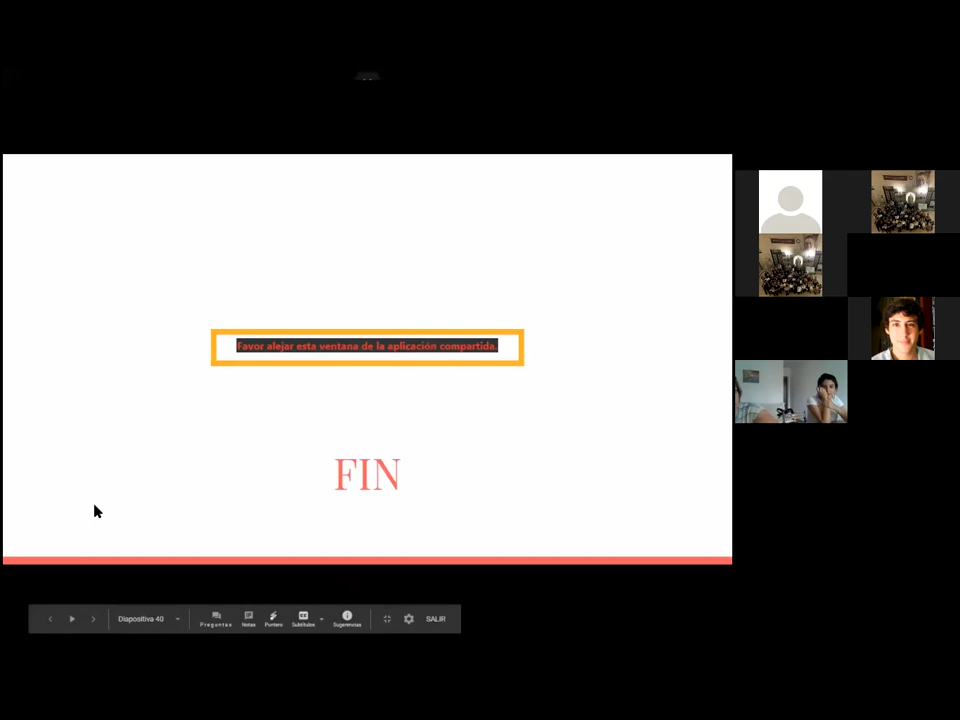 Favor alejar esta ventana de la aplicación compartida.
FIN
Diapositiva 40
Preguntas
Notas
Puntero
Subtítulos
Sugerencias
SALIR